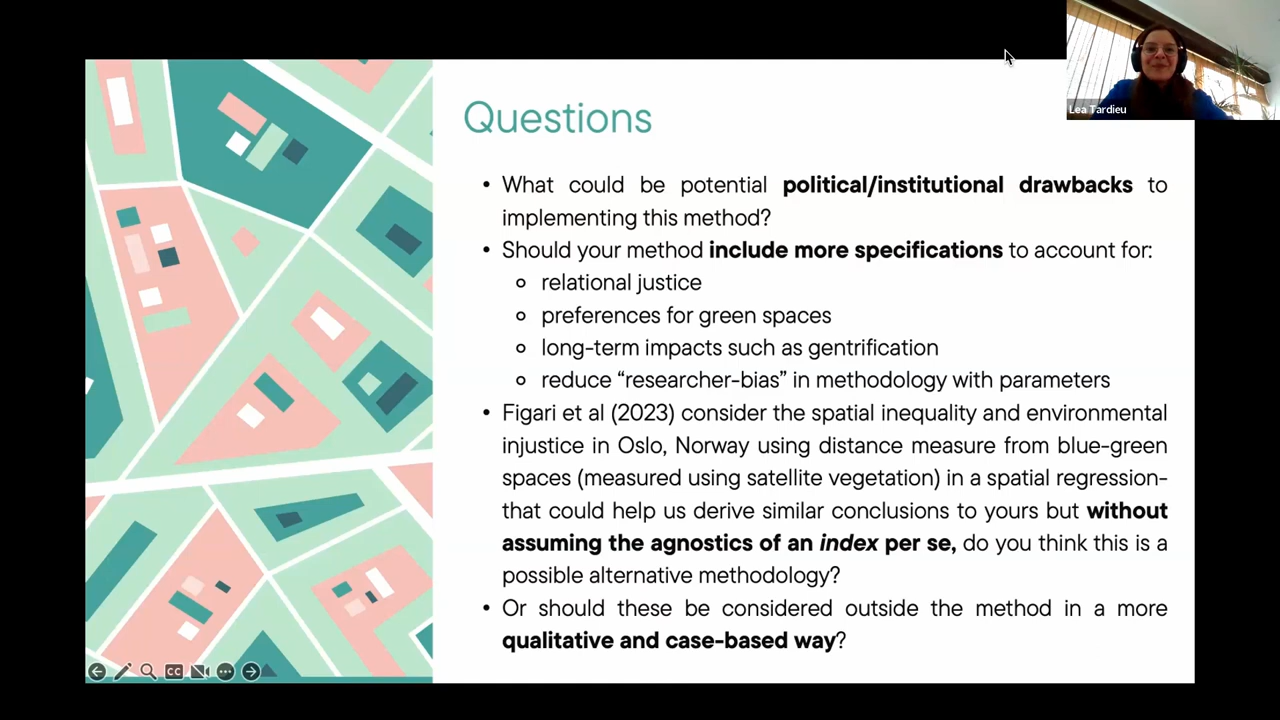 Lea Tardieu
Questions
• What could be potential political/institutional drawbacks to
implementing this method?
• Should your method include more specifications to account for:
o relational justice
o preferences for green spaces
o long-term impacts such as gentrification
o reduce “researcher-bias” in methodology with parameters
• Figari et al (2023) consider the spatial inequality and environmental
injustice in Oslo, Norway using distance measure from blue-green
spaces (measured using satellite vegetation) in a spatial regression-
that could help us derive similar conclusions to yours but without
assuming the agnostics of an index per se, do you think this is a
possible alternative methodology?
• Or should these be considered outside the method in a more
qualitative and case-based way?
CC